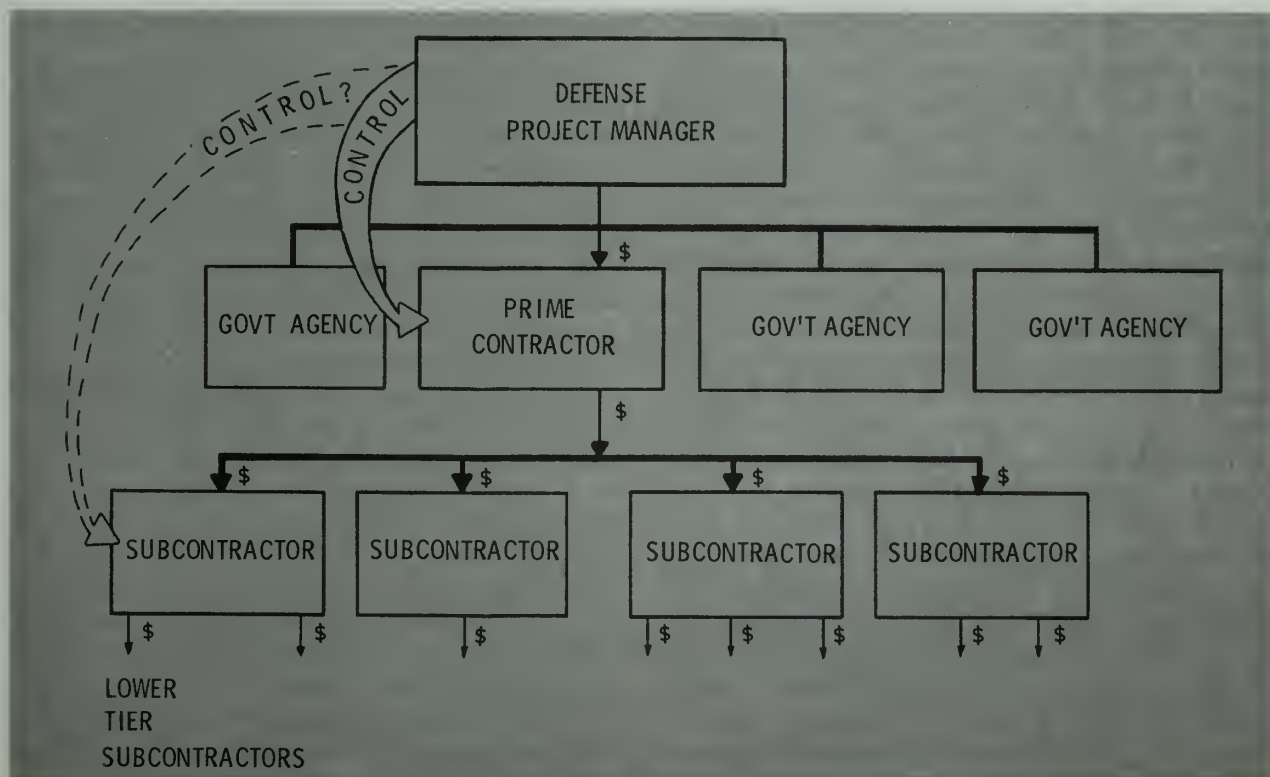 CONTROL?
CONTROL
DEFENSE
PROJECT MANAGER
$
GOVT AGENCY
PRIME
CONTRACTOR
GOV'T AGENCY
GOV'T AGENCY
$
$
$
$
$
SUBCONTRACTOR
SUBCONTRACTOR
SUBCONTRACTOR
SUBCONTRACTOR
$
$
$
$
$
$
$
$
LOWER
TIER
SUBCONTRACTORS